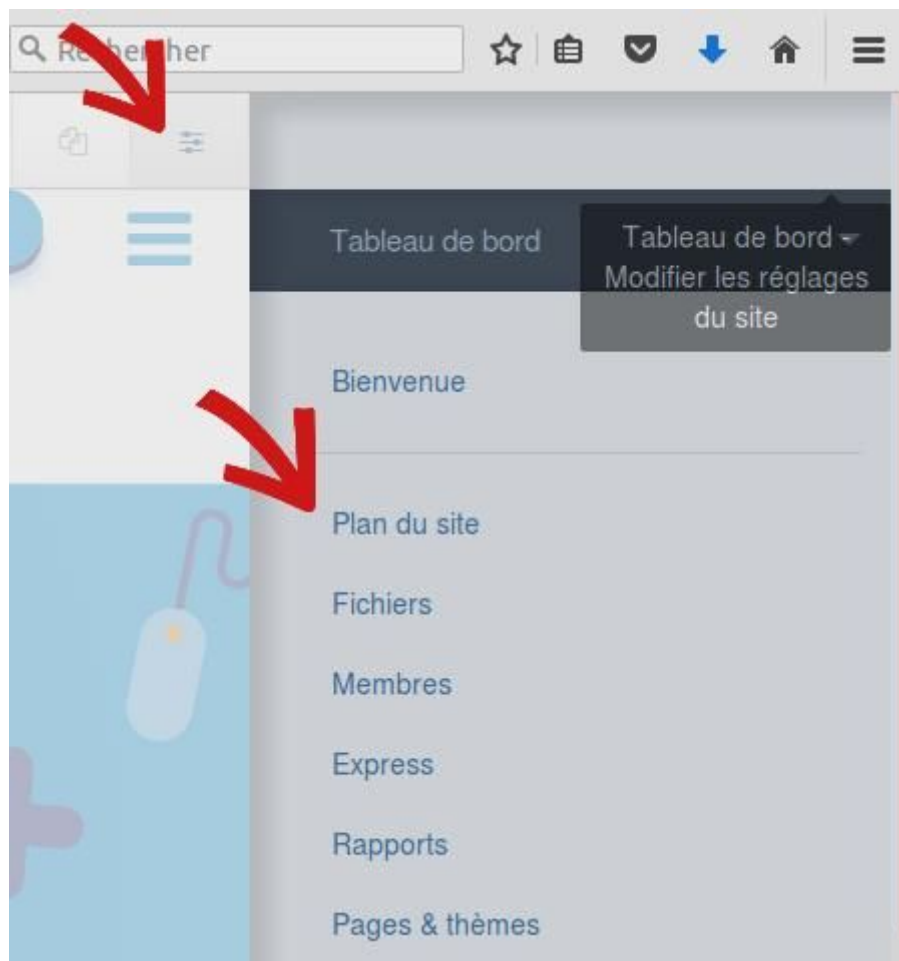 Rechercher
Tableau de bord
Tableau de bord
Modifier les réglages
du site
Bienvenue
Plan du site
Fichiers
Membres
Express
Rapports
Pages & thèmes